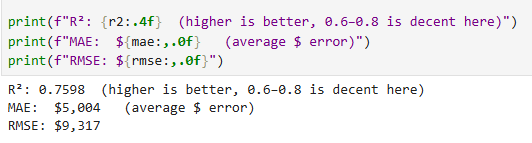 print(f"R²: {r2:.4f}  (higher is better, 0.6–0.8 is decent here)")
print(f"MAE:  ${mae:,.0f}   (average $ error)")
print(f"RMSE: ${rmse:,.0f}")
R²: 0.7598  (higher is better, 0.6–0.8 is decent here)
MAE:  $5,004   (average $ error)
RMSE: $9,317